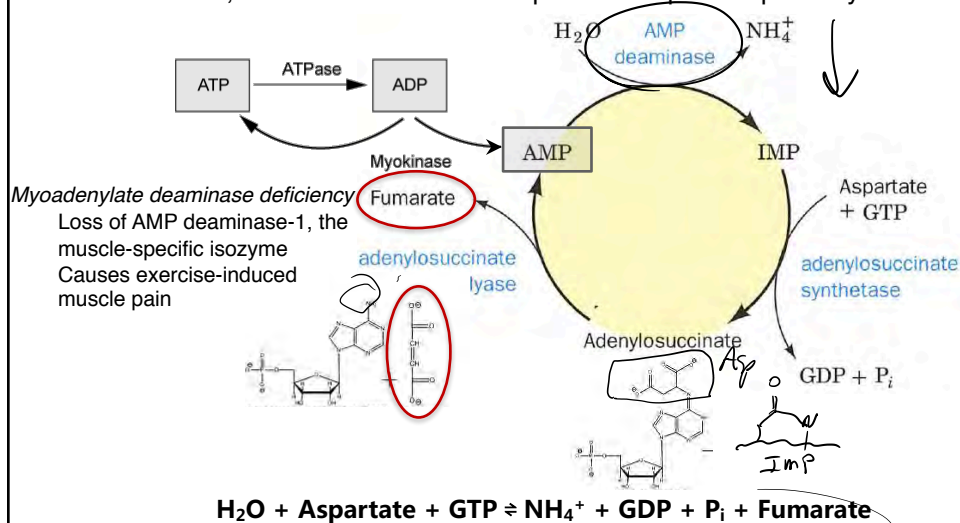 H₂O AMP deaminase NH₄⁺
ATP ATPase ADP
Myokinase
AMP
IMP
Myoadenylate deaminase deficiency
Loss of AMP deaminase-1, the
muscle-specific isozyme
Causes exercise-induced
muscle pain
Fumarate
Aspartate
+ GTP
adenylosuccinate
lyase
adenylosuccinate
synthetase
Adenylosuccinate
Asp
GDP + Pᵢ
O
N
Imp
H₂O + Aspartate + GTP ⇌ NH₄⁺ + GDP + Pᵢ + Fumarate